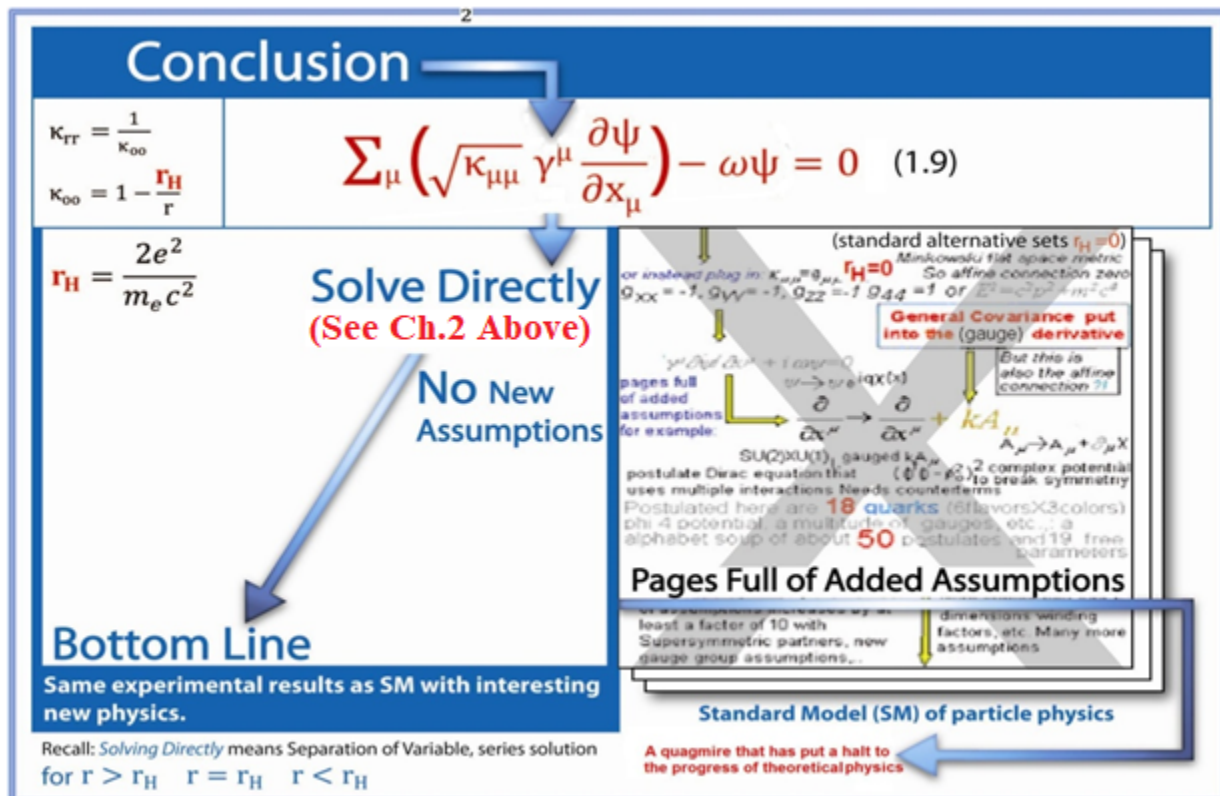 2
Conclusion
κrr = 1/κoo
κoo = 1 − rH/r
∑μ (√κμμ γ^μ ∂ψ/∂xμ) − ωψ = 0 (1.9)
rH = 2e²/(me c²)
Solve Directly
(See Ch.2 Above)
No New
Assumptions
Bottom Line
Same experimental results as SM with interesting
new physics.
Recall: Solving Directly means Separation of Variable, series solution
for r > rH r = rH r < rH
(standard alternative sets rH=0)
Minkowski flat space metric
or instead plug in: rH=0 So affine connection zero
gxx = -1, gyy = -1, gzz = -1 g44 = 1 or
General Covariance put
into the (gauge) derivative
But this is
also the affine
connection ?!
pages full
of added
assumptions
for example:
∂/∂x^μ → ∂/∂x^μ + kAμ
Aμ→Aμ+∂μX
SU(2)XU(1), gauged kAμ
postulate Dirac equation that complex potential
uses multiple interactions Needs counterterms to break symmetry
Postulated here are 18 quarks (6flavorsX3colors)
phi 4 potential, a multitude of gauges, etc.,: a
alphabet soup of about 50 postulates and 19 free
parameters
Pages Full of Added Assumptions
of assumptions increases by at
least a factor of 10 with
Supersymmetric partners, new
gauge group assumptions,..
dimensions winding
factors, etc. Many more
assumptions
Standard Model (SM) of particle physics
A quagmire that has put a halt to
the progress of theoretical physics